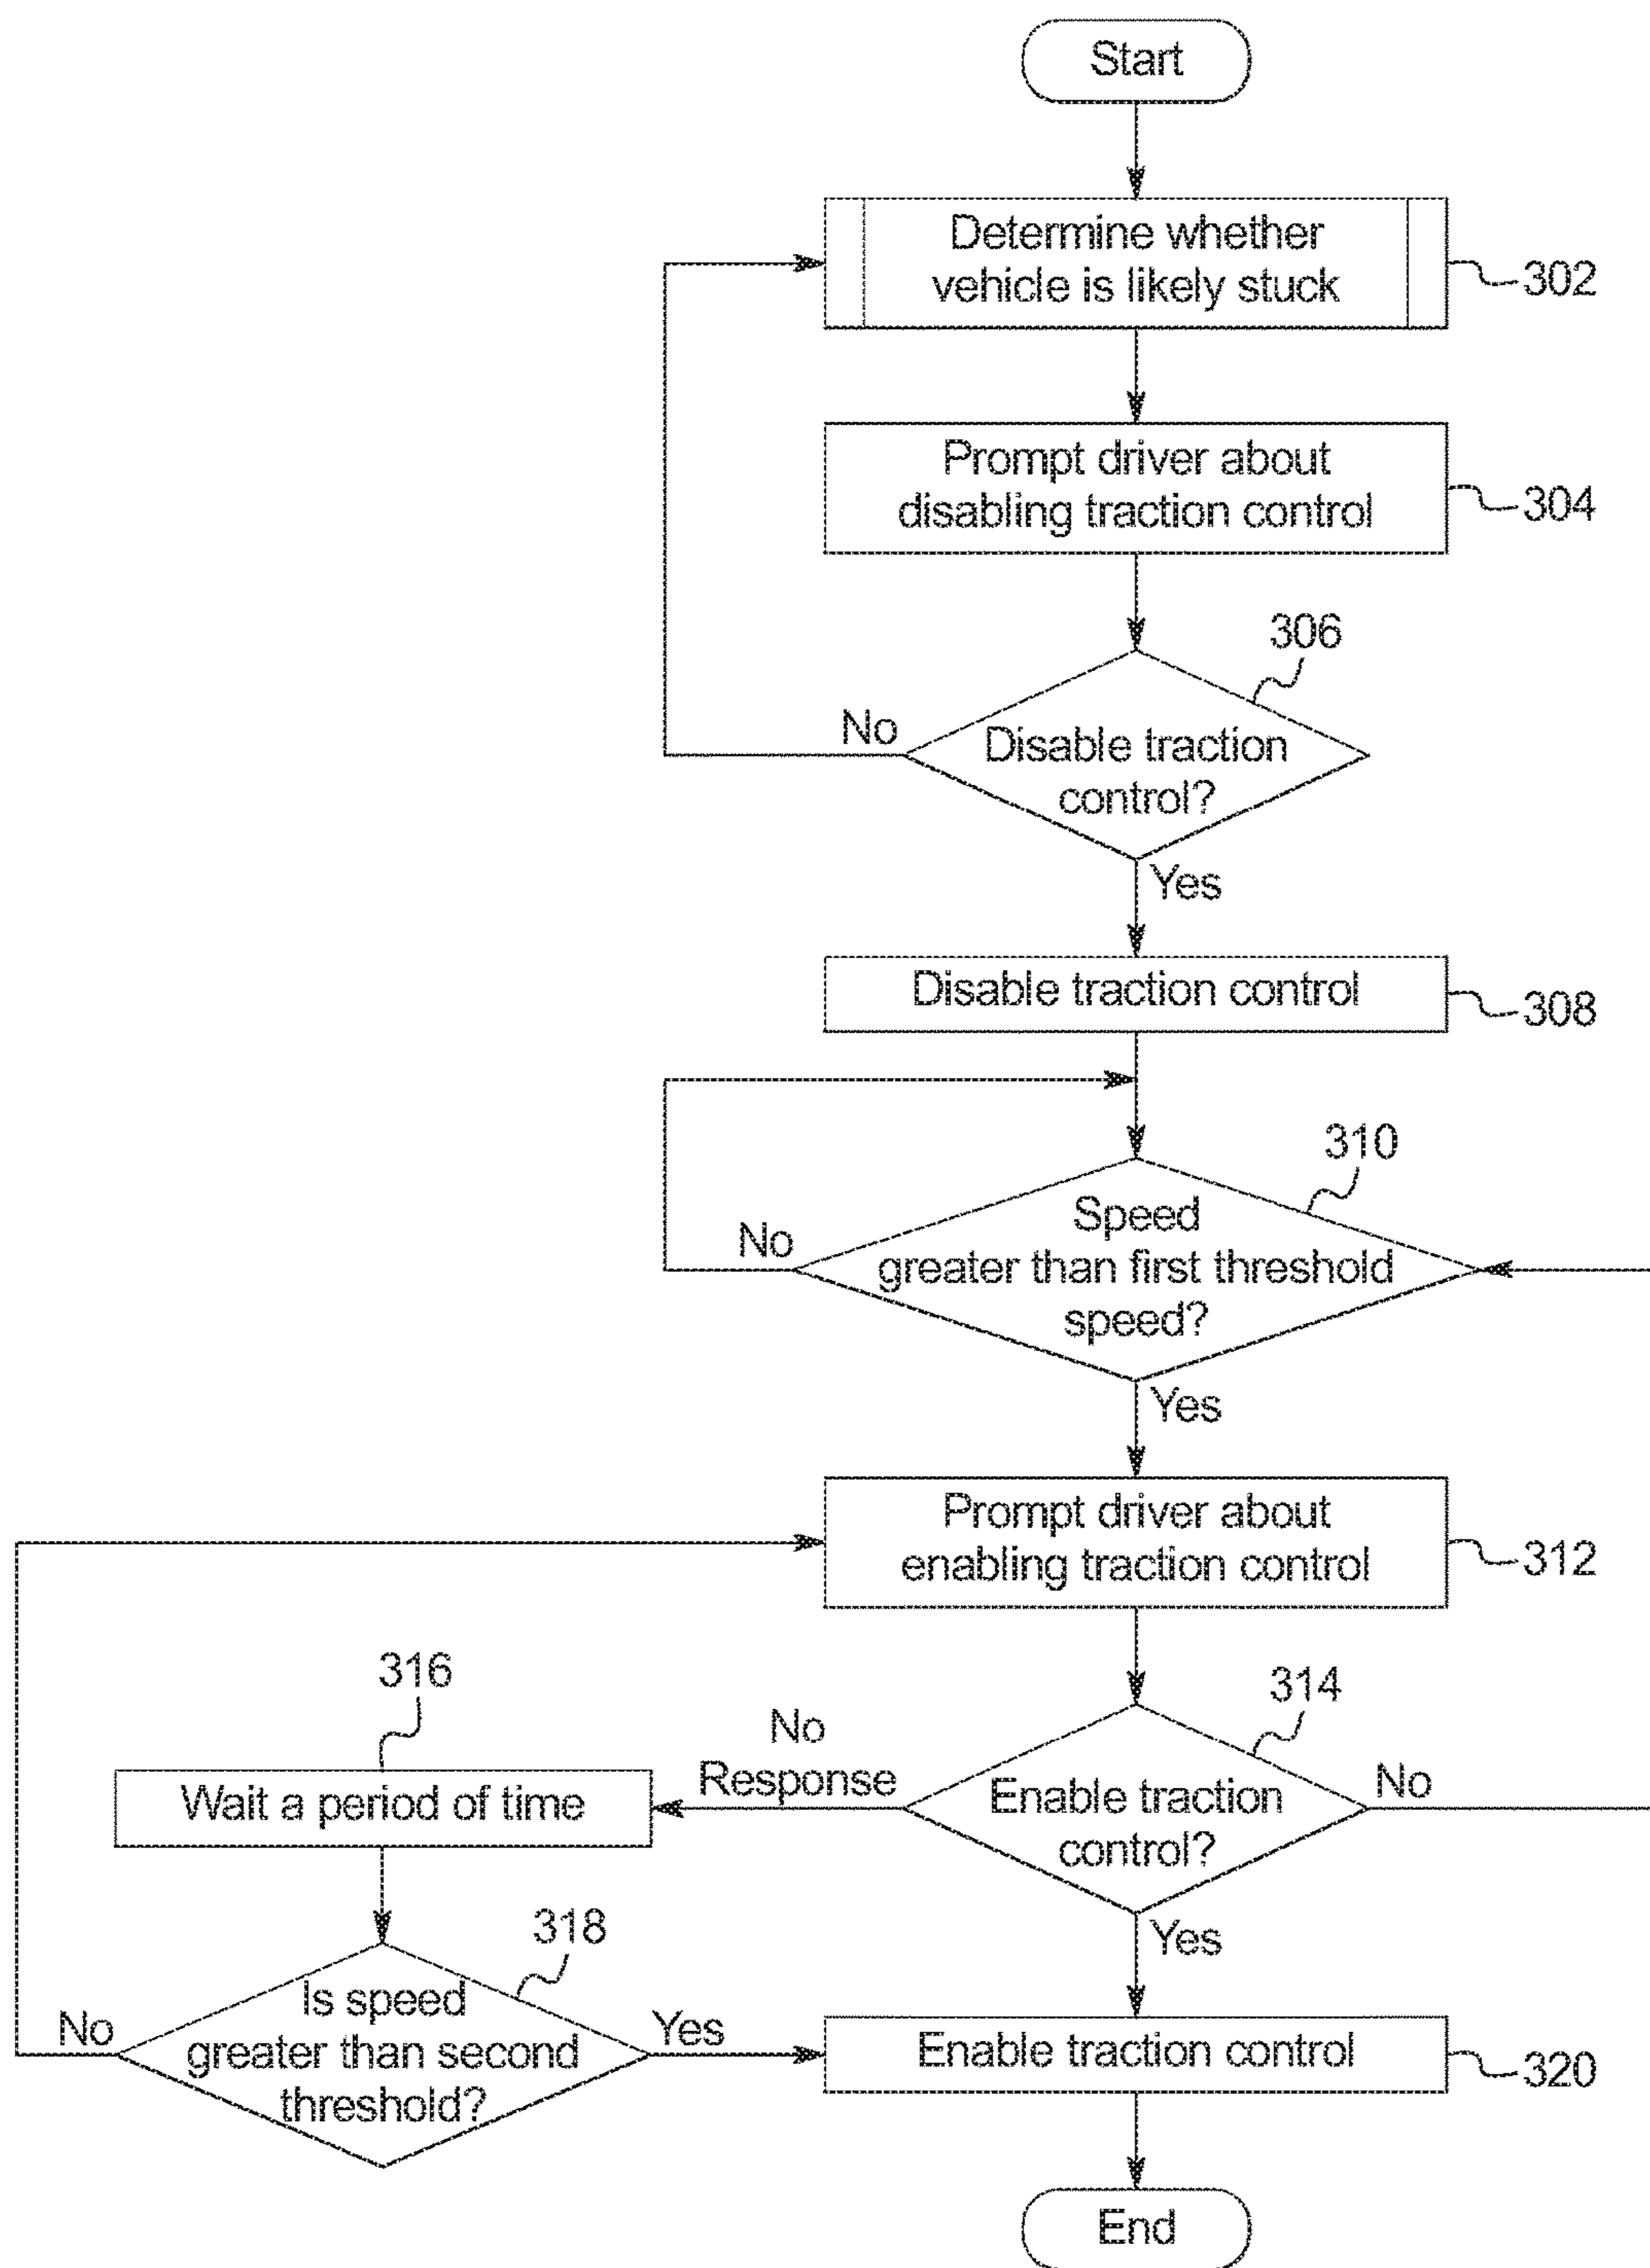 Start
Determine whether
vehicle is likely stuck
302
Prompt driver about
disabling traction control
304
306
No
Disable traction
control?
Yes
Disable traction control
308
310
No
Speed
greater than first threshold
speed?
Yes
Prompt driver about
enabling traction control
312
316
314
No
Response
Wait a period of time
Enable traction
control?
No
318
Yes
No
Is speed
greater than second
threshold?
Yes
Enable traction control
320
End